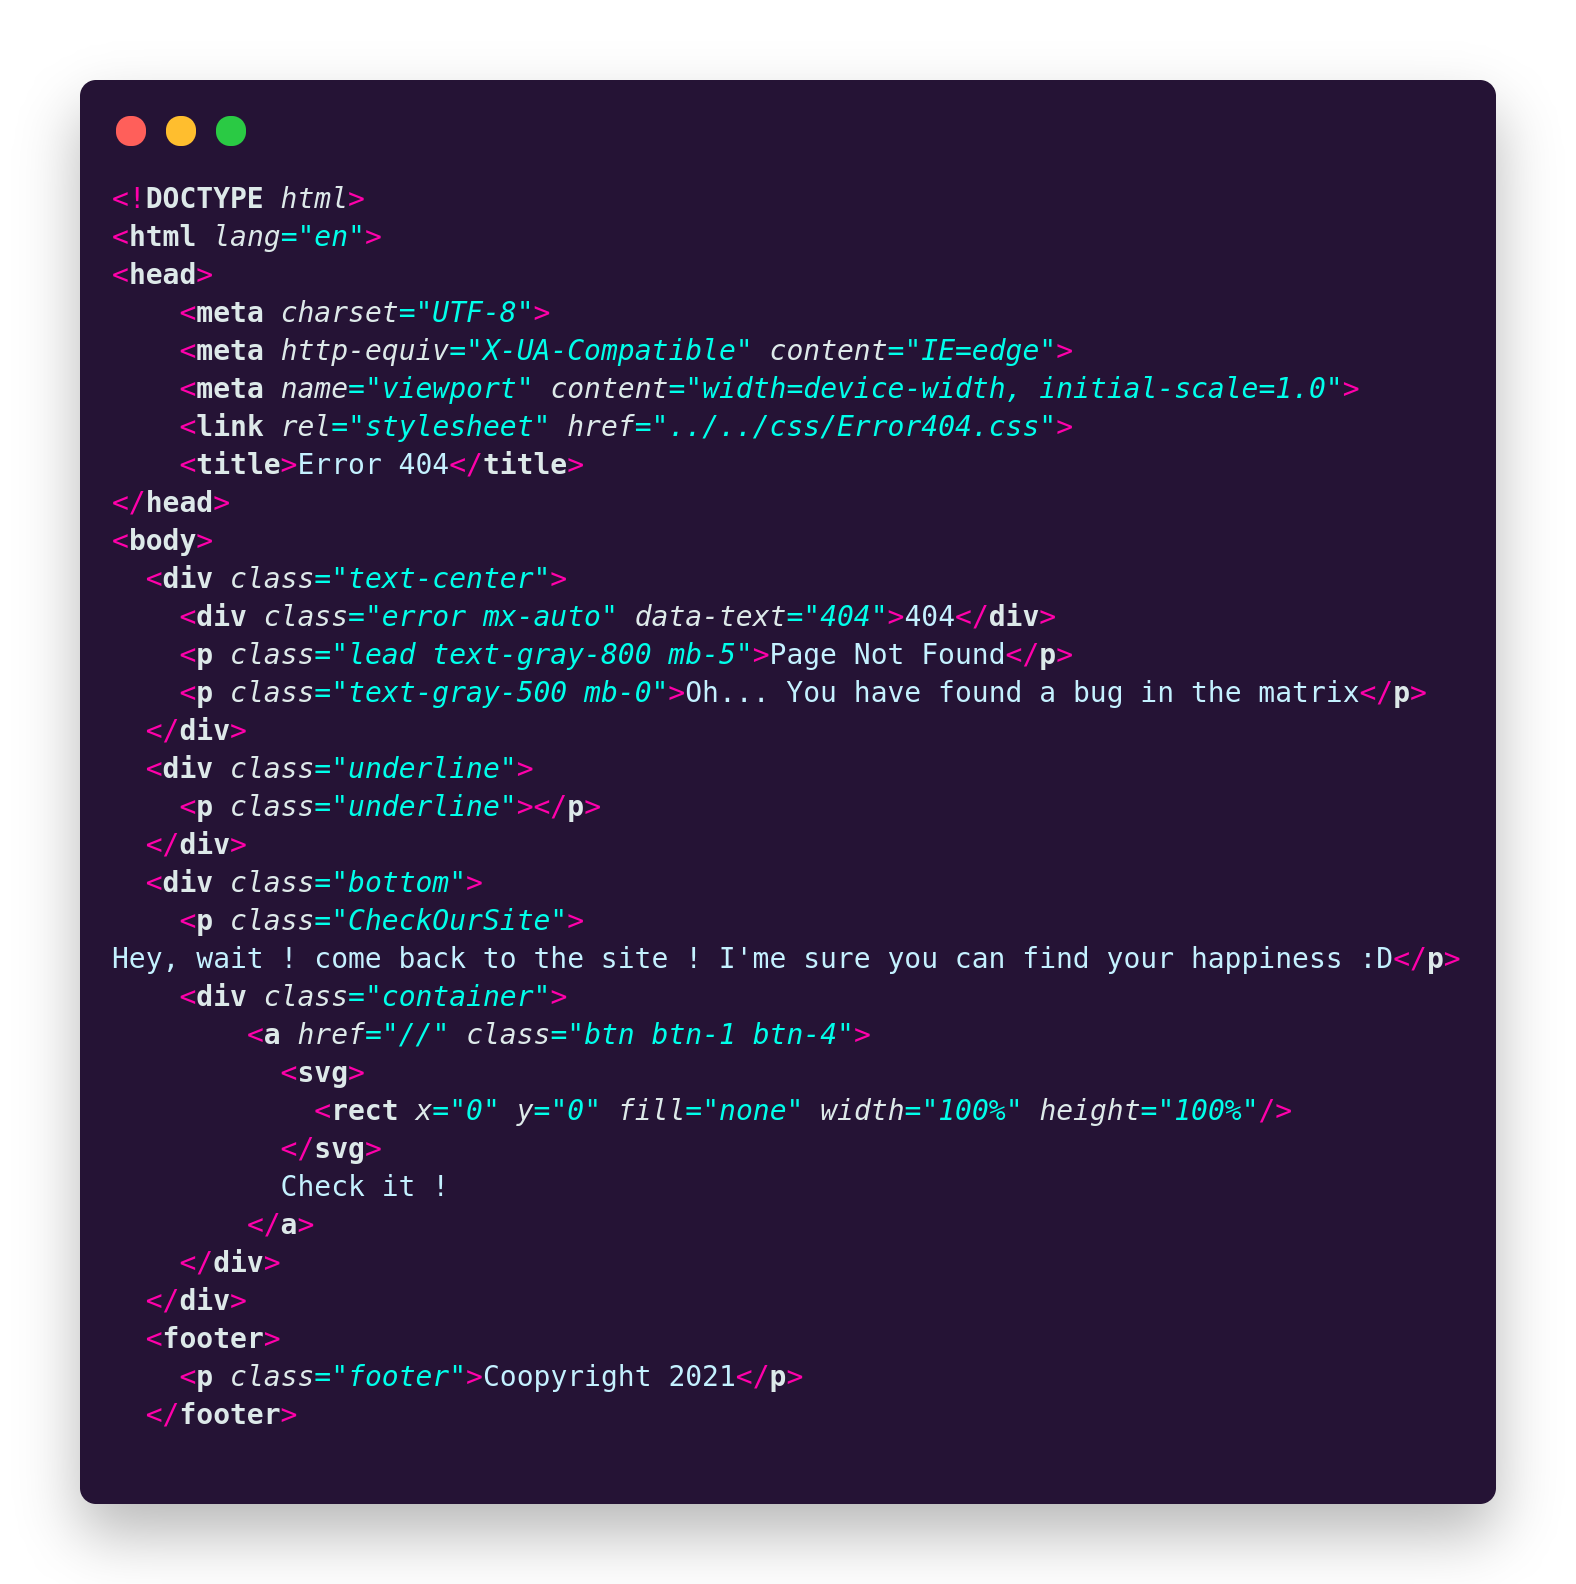 <!DOCTYPE html>
<html lang="en">
<head>
    <meta charset="UTF-8">
    <meta http-equiv="X-UA-Compatible" content="IE=edge">
    <meta name="viewport" content="width=device-width, initial-scale=1.0">
    <link rel="stylesheet" href="../../css/Error404.css">
    <title>Error 404</title>
</head>
<body>
  <div class="text-center">
    <div class="error mx-auto" data-text="404">404</div>
    <p class="lead text-gray-800 mb-5">Page Not Found</p>
    <p class="text-gray-500 mb-0">Oh... You have found a bug in the matrix</p>
  </div>
  <div class="underline">
    <p class="underline"></p>
  </div>
  <div class="bottom">
    <p class="CheckOurSite">
Hey, wait ! come back to the site ! I'me sure you can find your happiness :D</p>
    <div class="container">
        <a href="//" class="btn btn-1 btn-4">
          <svg>
            <rect x="0" y="0" fill="none" width="100%" height="100%"/>
          </svg>
          Check it !
        </a>
    </div>
  </div>
  <footer>
    <p class="footer">Coopyright 2021</p>
  </footer>